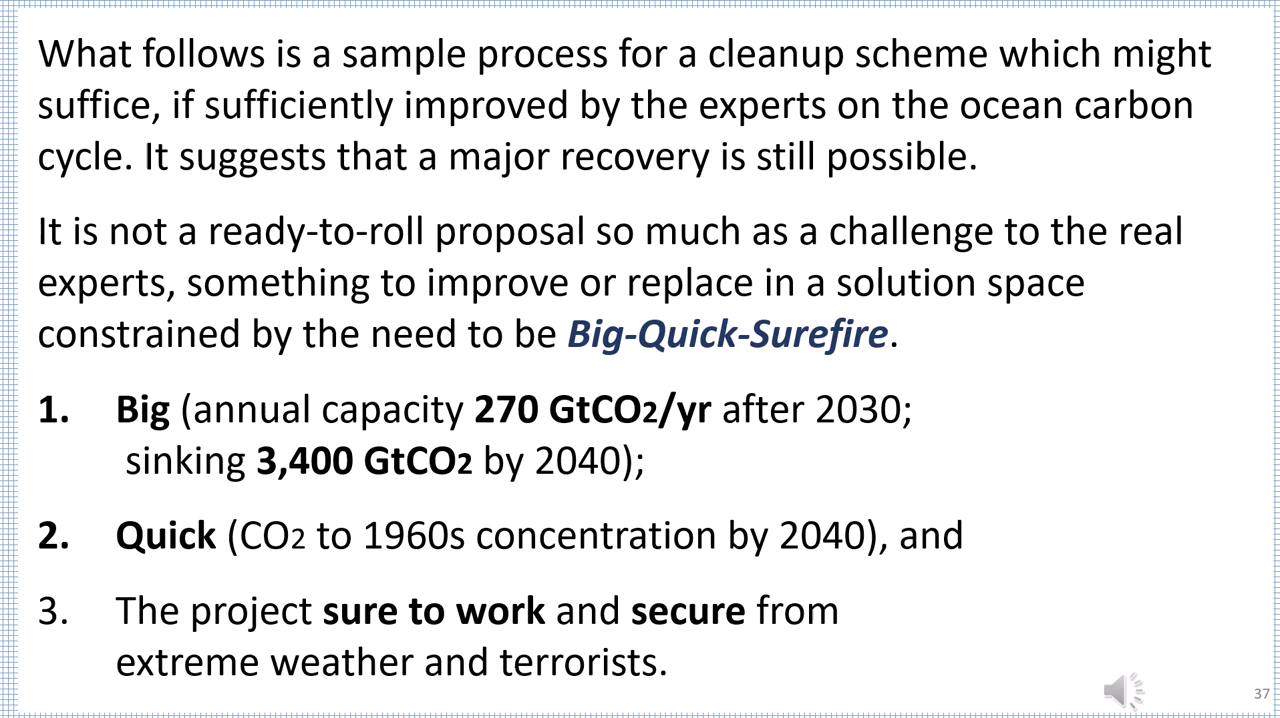 What follows is a sample process for a cleanup scheme which might
suffice, if sufficiently improved by the experts on the ocean carbon
cycle. It suggests that a major recovery is still possible.
It is not a ready-to-roll proposal so much as a challenge to the real
experts, something to improve or replace in a solution space
constrained by the need to be Big-Quick-Surefire.
1. Big (annual capacity 270 GtCO2/yr after 2030;
sinking 3,400 GtCO2 by 2040);
2. Quick (CO2 to 1960s concentration by 2040), and
3. The project sure to work and secure from
extreme weather and terrorists.
37